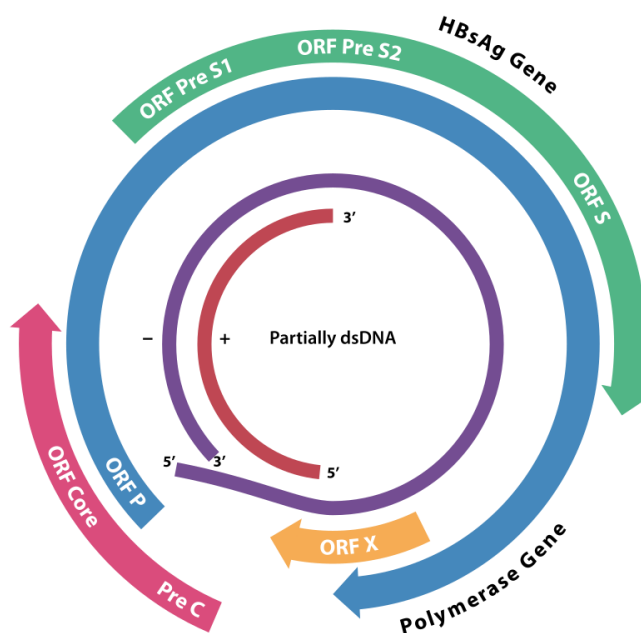 HBsAg Gene
ORF Pre S1
ORF Pre S2
ORF S
3’
–
+
Partially dsDNA
5’
3’
5’
ORF P
ORF Core
Pre C
ORF X
Polymerase Gene